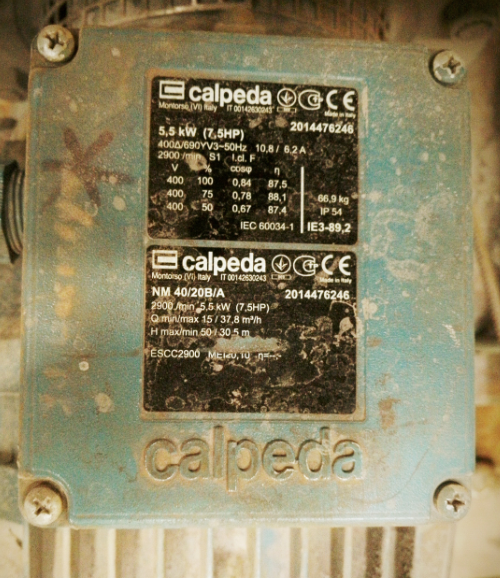 calpeda CE
Montorso (VI) Italy IT 00142630243 Made in Italy
5,5 kW (7,5HP) 2014476246
400Δ/690YV3~50Hz 10,8 / 6,2 A
2900 /min S1 I.cl. F
V % cosφ η
400 100 0,84 87,5
400 75 0,78 88,1 66,9 kg
400 50 0,67 87,4 IP 54
IEC 60034-1 IE3-89,2
calpeda CE
Montorso (VI) Italy IT 00142630243 Made in Italy
NM 40/20B/A 2014476246
2900 /min 5,5 kW (7,5HP)
Q min/max 15 / 37,8 m³/h
H max/min 50 / 30,5 m
ESCC2900
calpeda